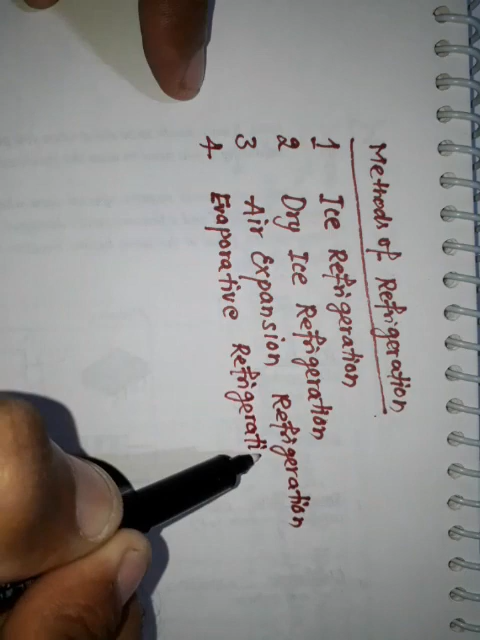 Methods of Refrigeration
1 Ice Refrigeration
2 Dry Ice Refrigeration
3 Air Expansion Refrigeration
4 Evaporative Refrigerati